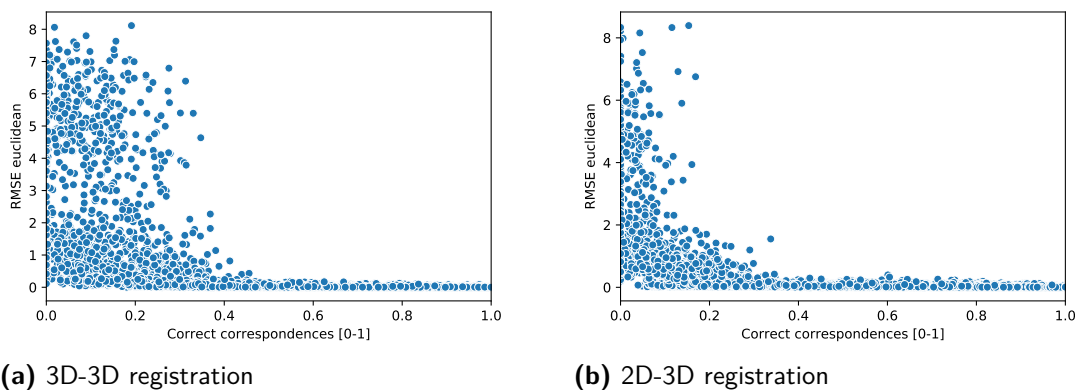 8
7
6
5
4
3
2
1
0
RMSE euclidean
0.0 0.2 0.4 0.6 0.8 1.0
Correct correspondences [0-1]
(a) 3D-3D registration
8
6
4
2
0
RMSE euclidean
0.0 0.2 0.4 0.6 0.8 1.0
Correct correspondences [0-1]
(b) 2D-3D registration